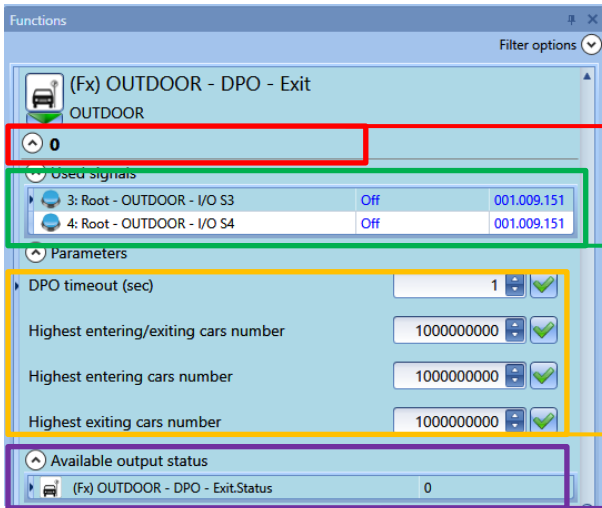 Functions
Filter options
(Fx) OUTDOOR - DPO - Exit
OUTDOOR
0
Used signals
3: Root - OUTDOOR - I/O S3 Off 001.009.151
4: Root - OUTDOOR - I/O S4 Off 001.009.151
Parameters
DPO timeout (sec) 1
Highest entering/exiting cars number 1000000000
Highest entering cars number 1000000000
Highest exiting cars number 1000000000
Available output status
(Fx) OUTDOOR - DPO - Exit.Status 0